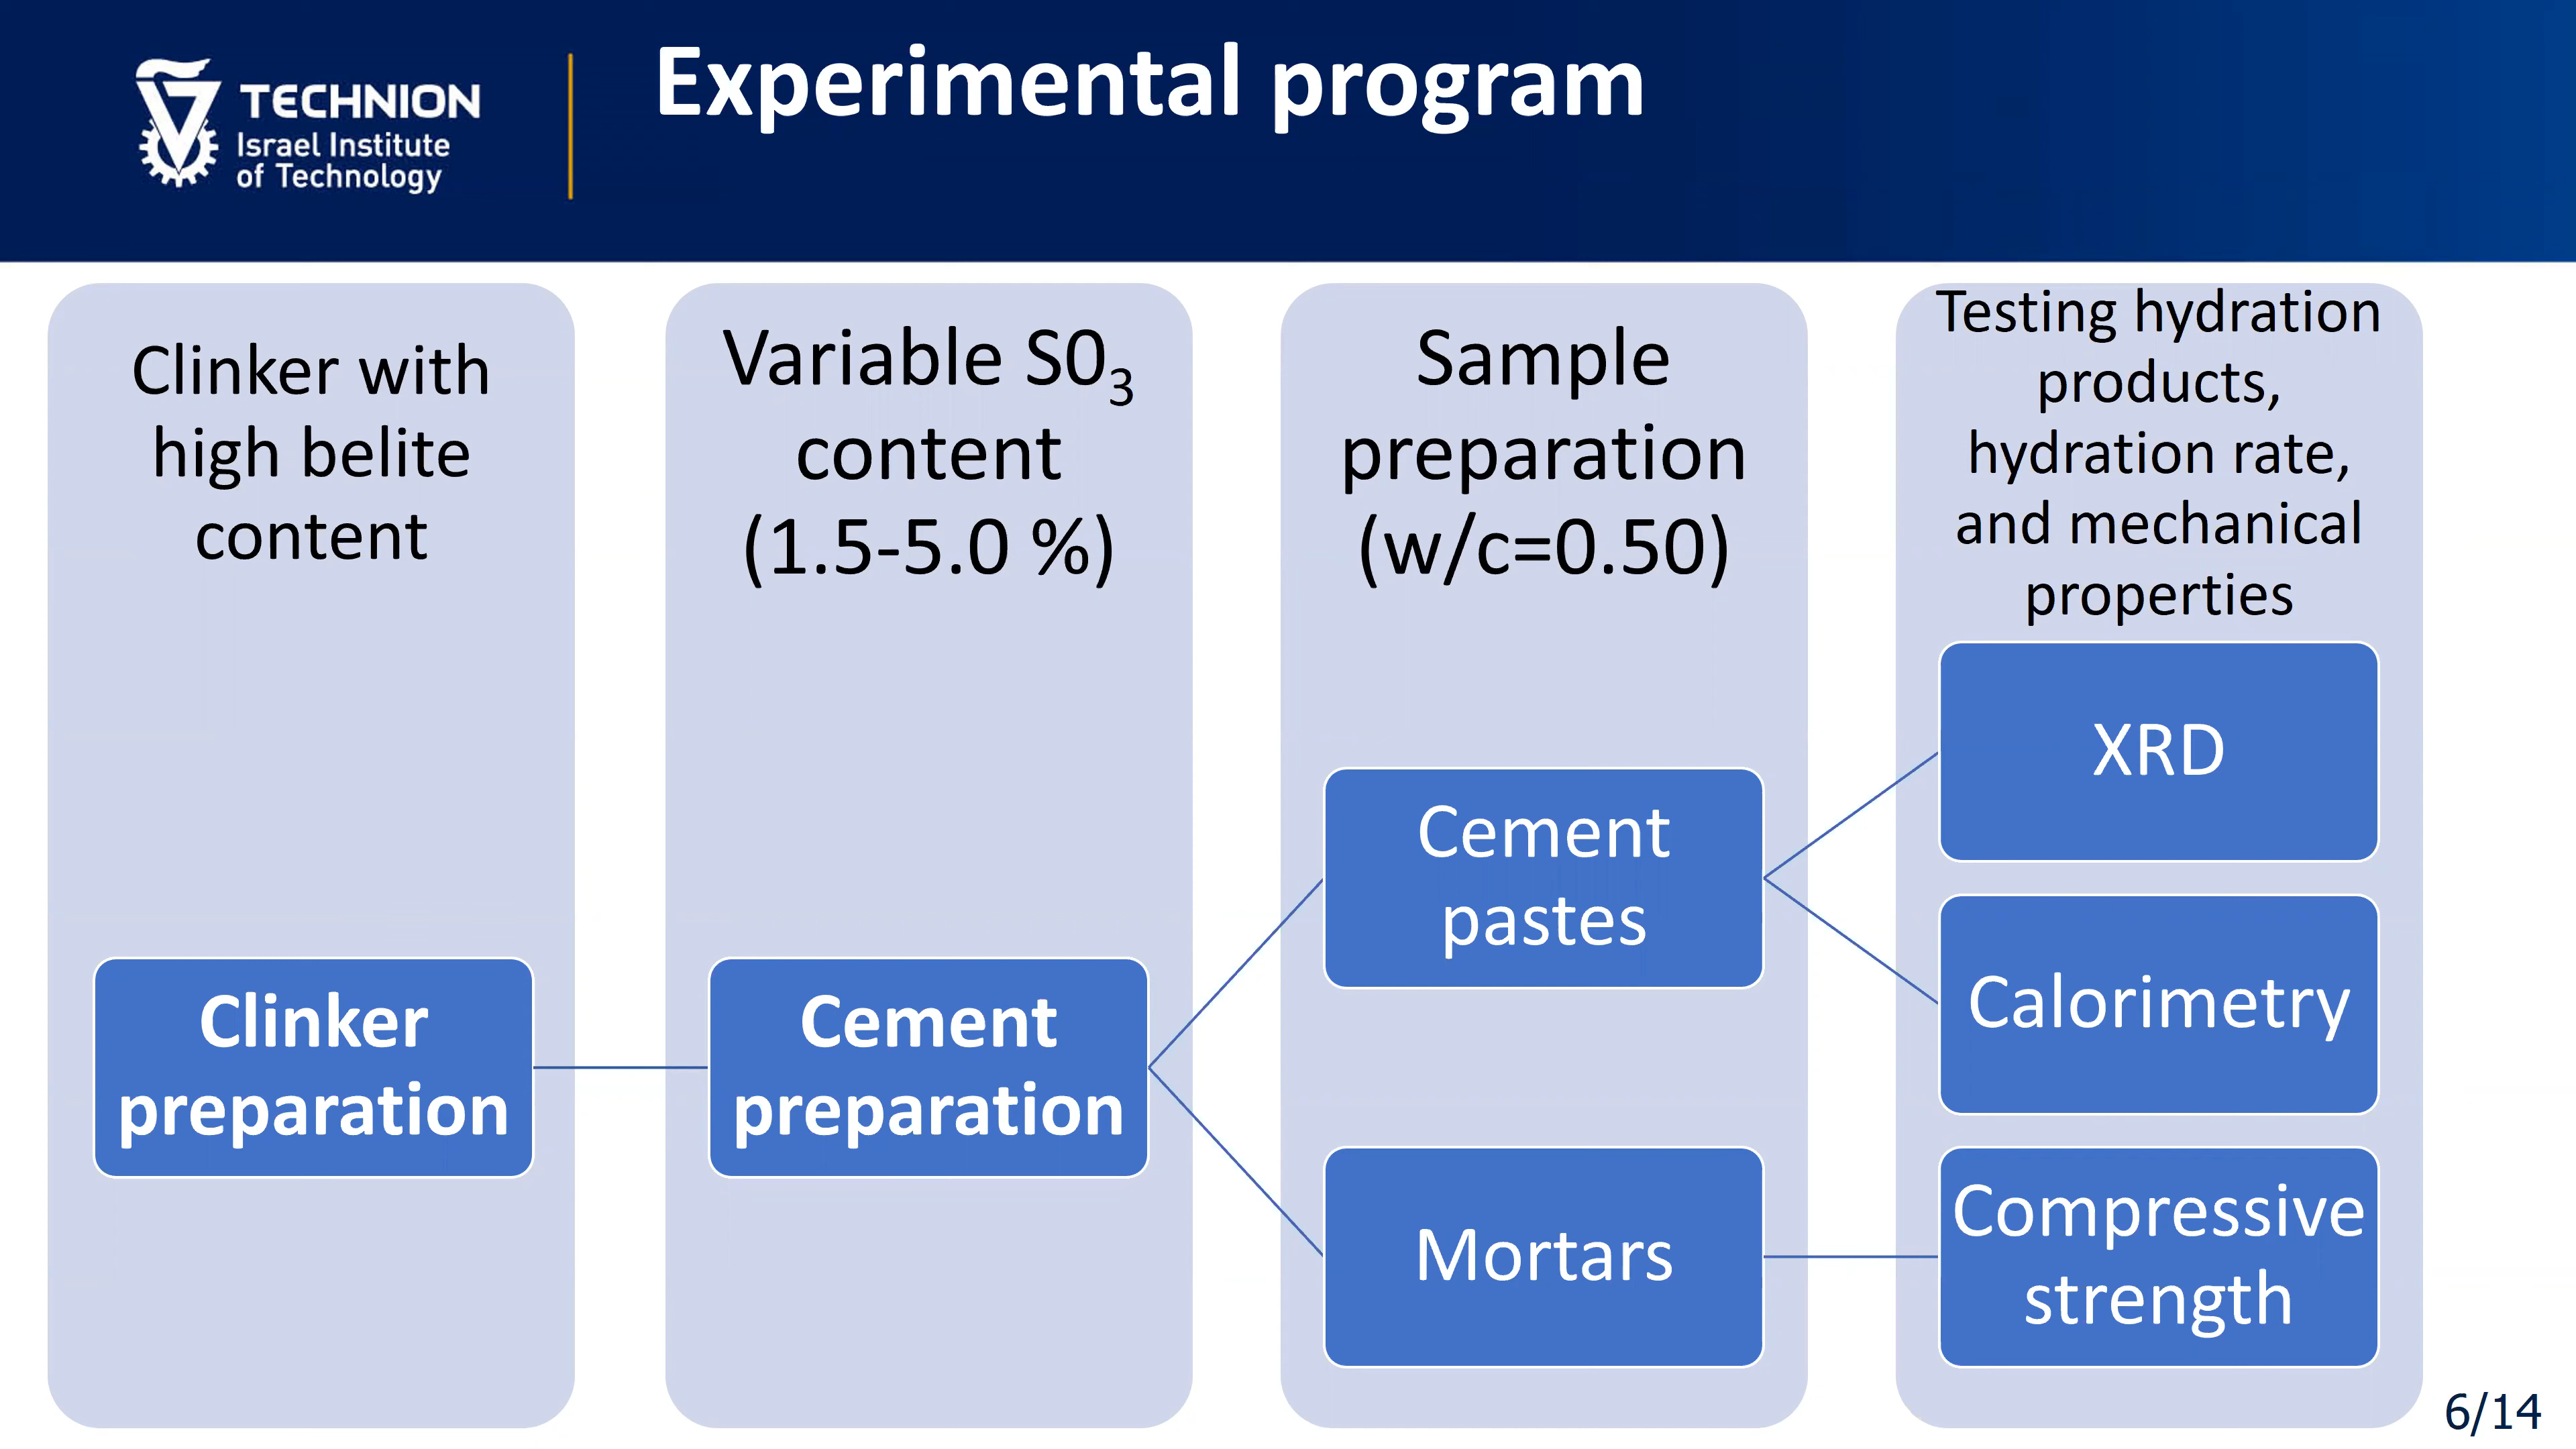 TECHNION
Israel Institute
of Technology
Experimental program
Clinker with
high belite
content
Clinker
preparation
Variable S0₃
content
(1.5-5.0 %)
Cement
preparation
Sample
preparation
(w/c=0.50)
Cement
pastes
Mortars
Testing hydration
products,
hydration rate,
and mechanical
properties
XRD
Calorimetry
Compressive
strength
6/14